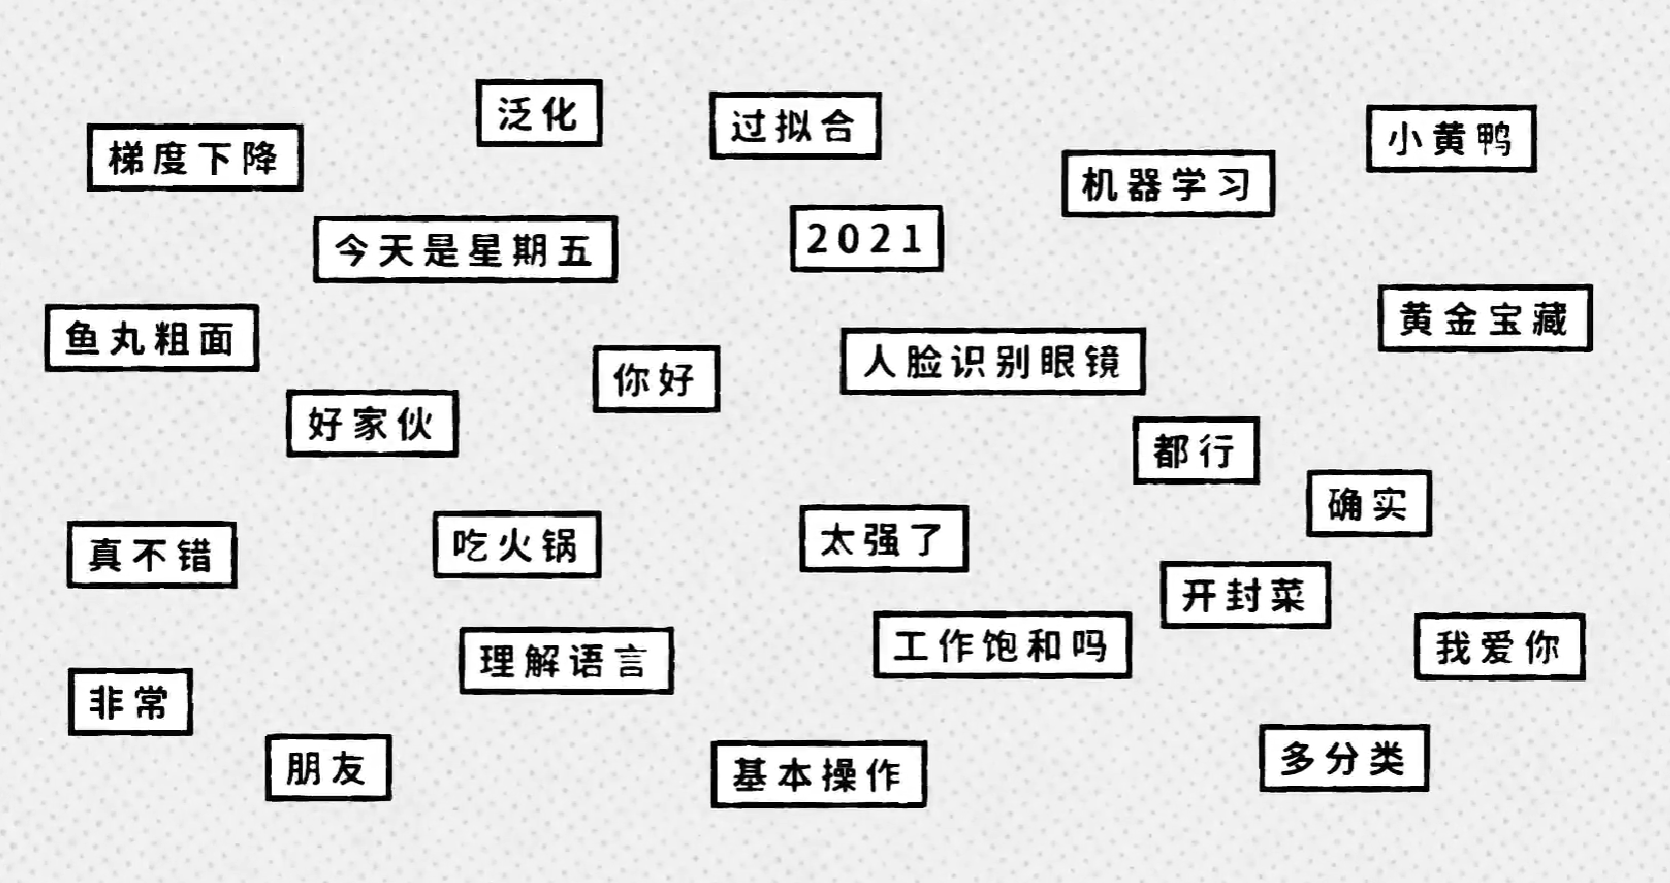 泛化
过拟合
小黄鸭
梯度下降
机器学习
今天是星期五
2021
黄金宝藏
鱼丸粗面
人脸识别眼镜
你好
好家伙
都行
确实
真不错
吃火锅
太强了
开封菜
工作饱和吗
我爱你
理解语言
非常
朋友
基本操作
多分类